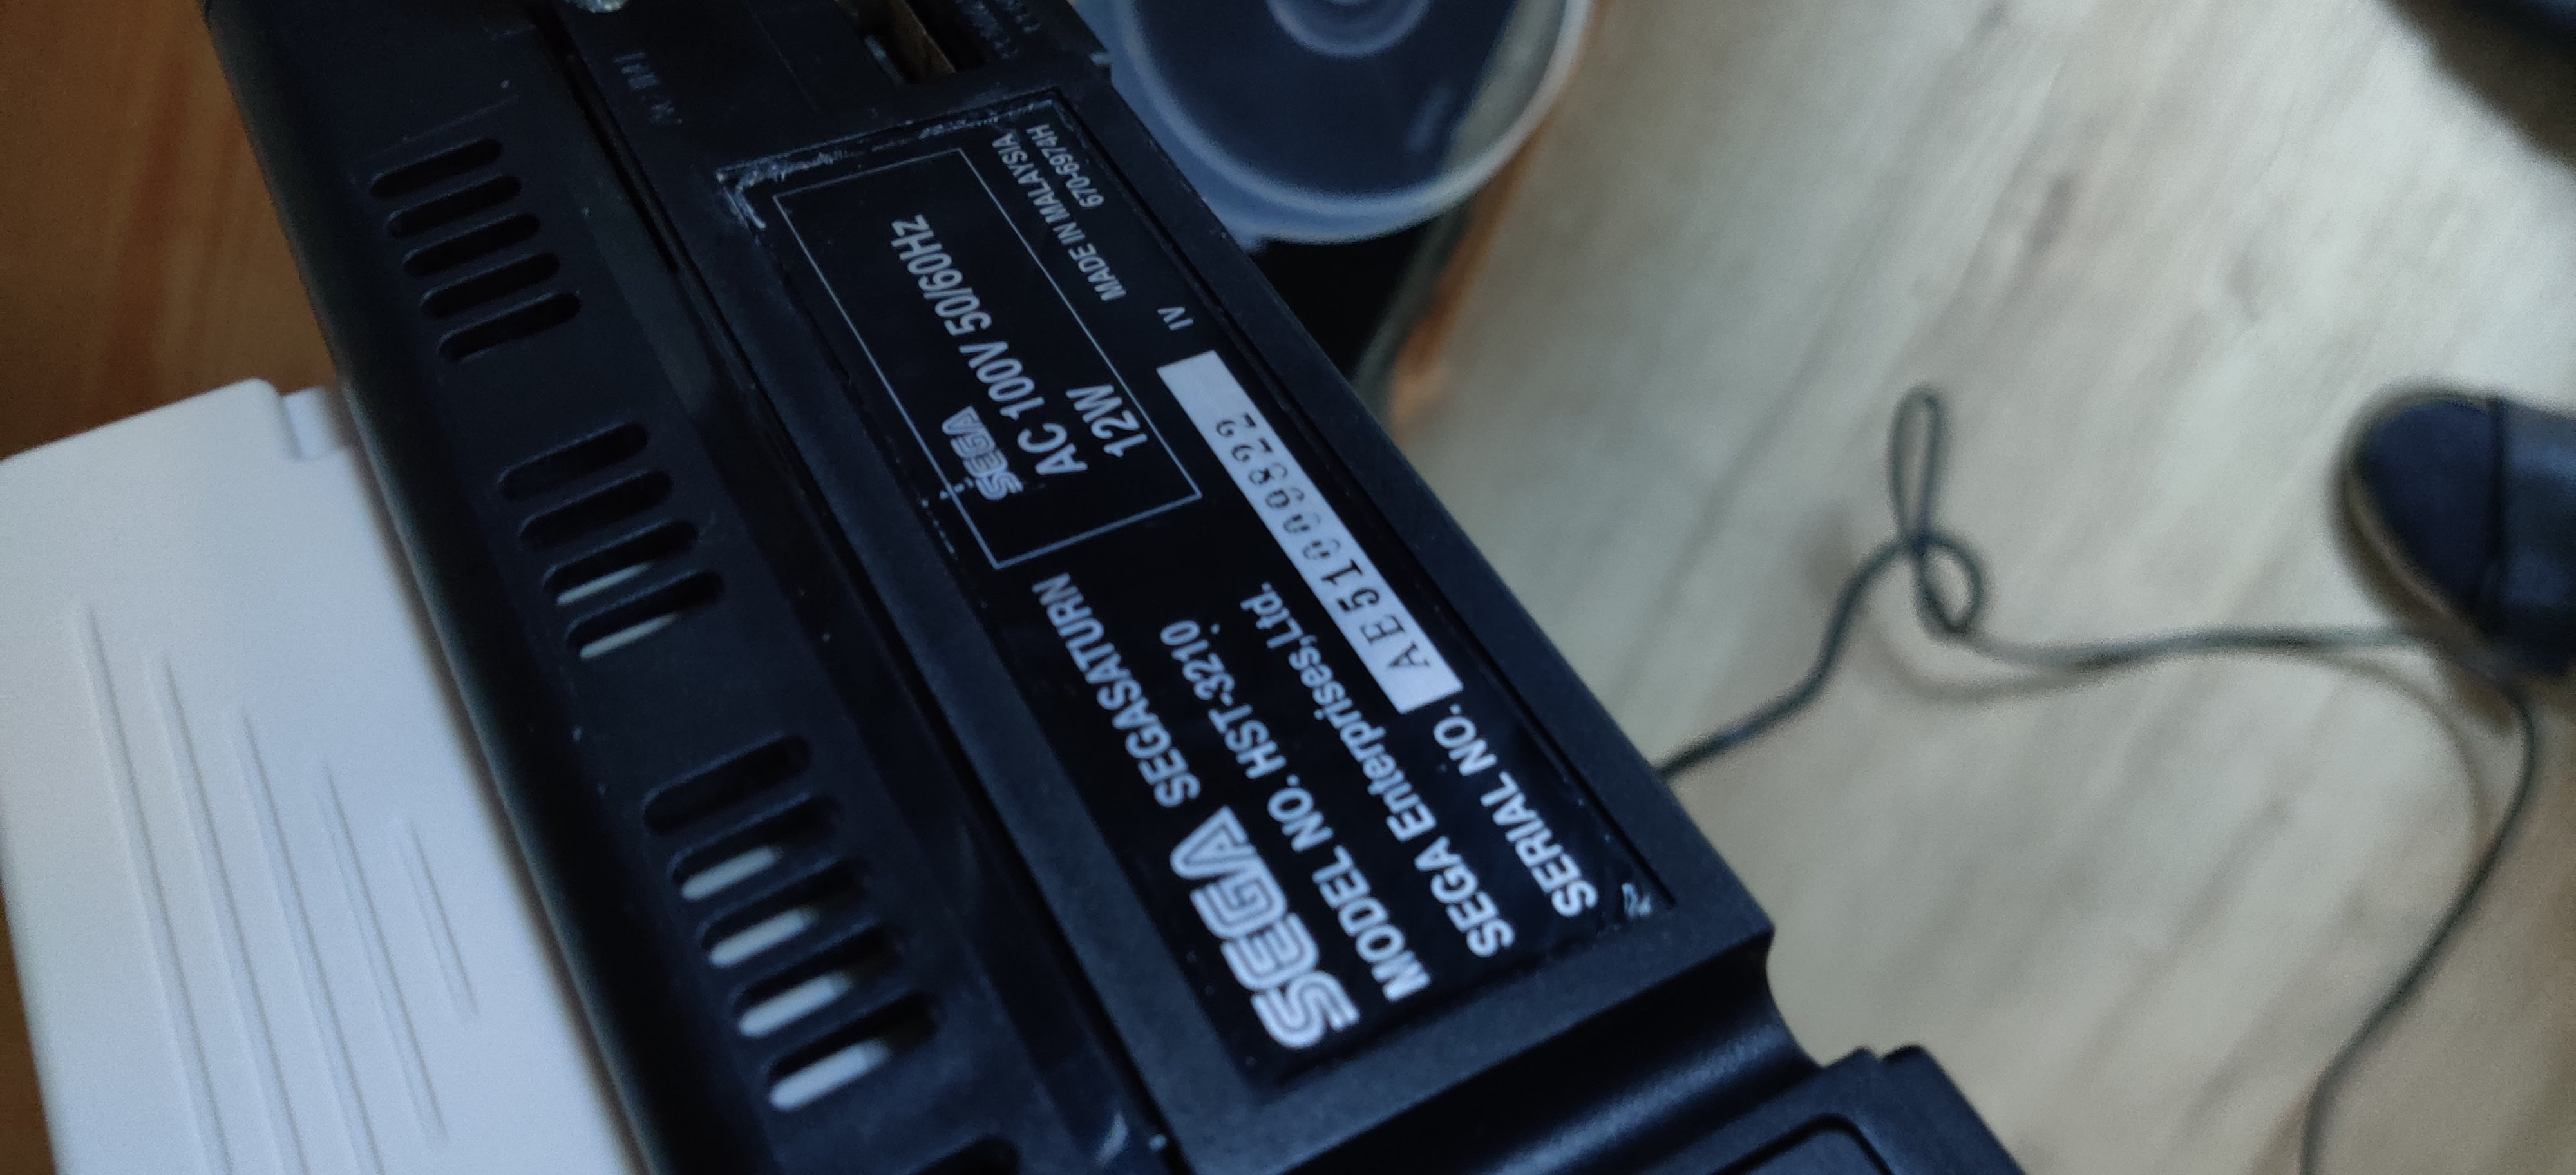 SEGA SEGASATURN
MODEL NO. HST-3210
SEGA Enterprises,Ltd.
SERIAL NO. AE51009822
SEGA
AC 100V 50/60Hz
12W
IV
MADE IN MALAYSIA
670-6974H